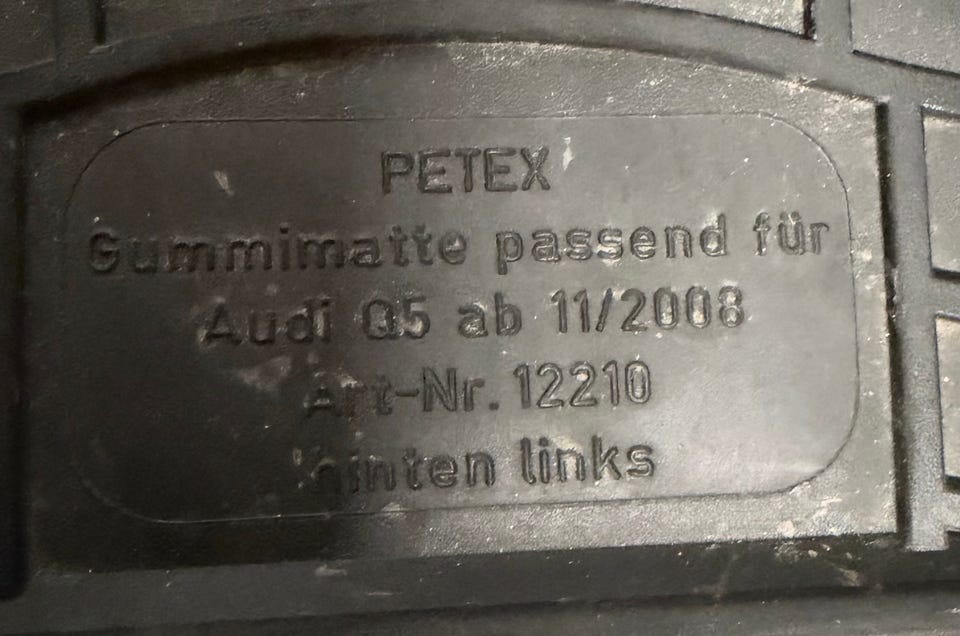 PETEX
Gummimatte passend für
Audi Q5 ab 11/2008
Art-Nr. 12210
hinten links